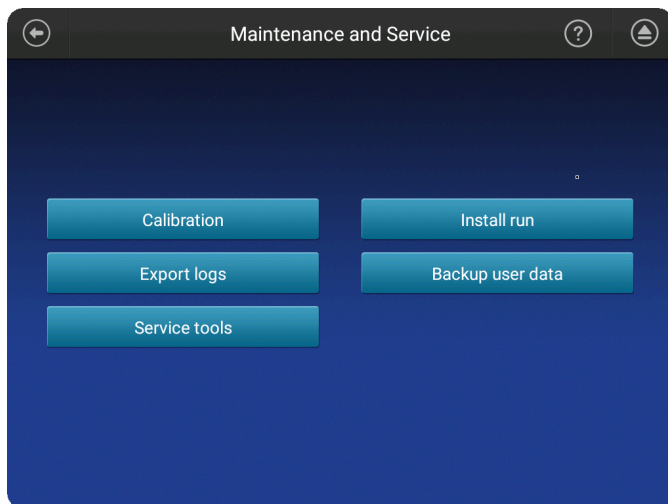 Maintenance and Service ?
Calibration
Install run
Export logs
Backup user data
Service tools